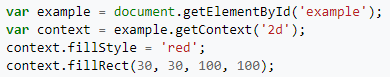 var example = document.getElementById('example');
var context = example.getContext('2d');
context.fillStyle = 'red';
context.fillRect(30, 30, 100, 100);